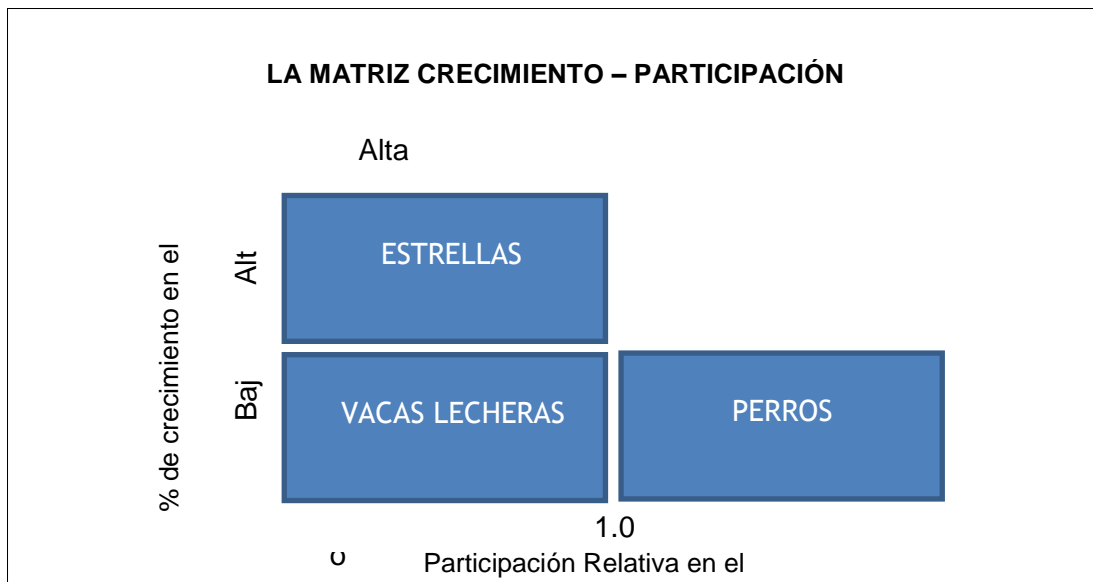 LA MATRIZ CRECIMIENTO – PARTICIPACIÓN
Alta
% de crecimiento en el
Alt
ESTRELLAS
Baj
VACAS LECHERAS
PERROS
1.0
Participación Relativa en el